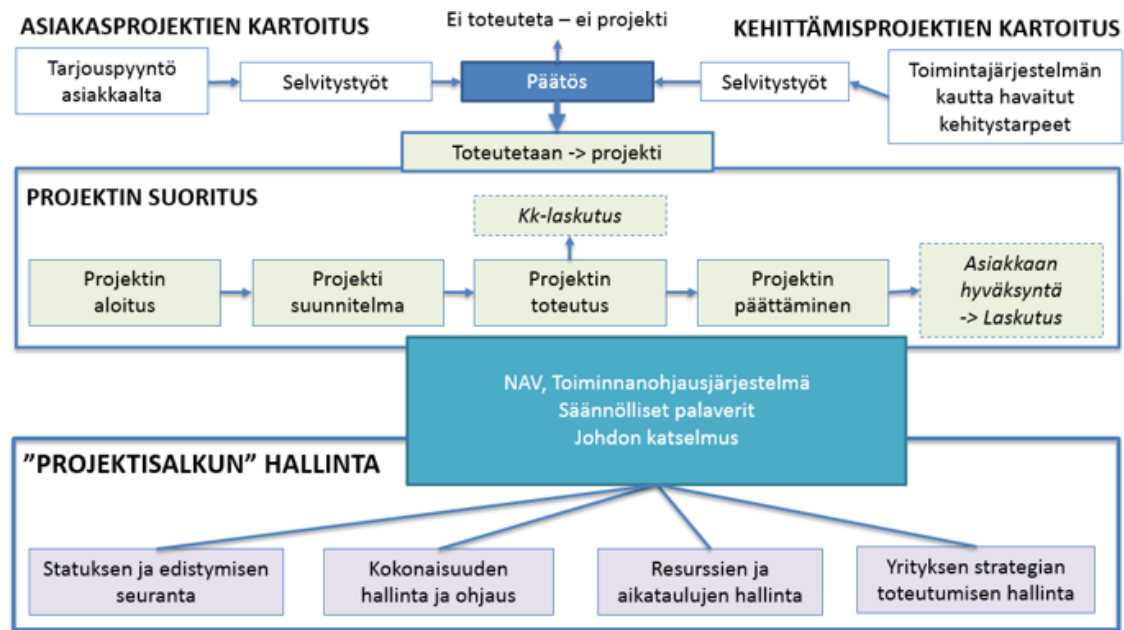 ASIAKASPROJEKTIEN KARTOITUS
Ei toteuteta – ei projekti
KEHITTÄMISPROJEKTIEN KARTOITUS
Tarjouspyyntö
asiakkaalta
Selvitystyöt
Päätös
Selvitystyöt
Toimintajärjestelmän
kautta havaitut
kehitystarpeet
Toteutetaan -> projekti
PROJEKTIN SUORITUS
Kk-laskutus
Projektin
aloitus
Projekti
suunnitelma
Projektin
toteutus
Projektin
päättäminen
Asiakkaan
hyväksyntä
-> Laskutus
NAV, Toiminnanohjausjärjestelmä
Säännölliset palaverit
Johdon katselmus
”PROJEKTISALKUN” HALLINTA
Statuksen ja edistymisen
seuranta
Kokonaisuuden
hallinta ja ohjaus
Resurssien ja
aikataulujen hallinta
Yrityksen strategian
toteutumisen hallinta